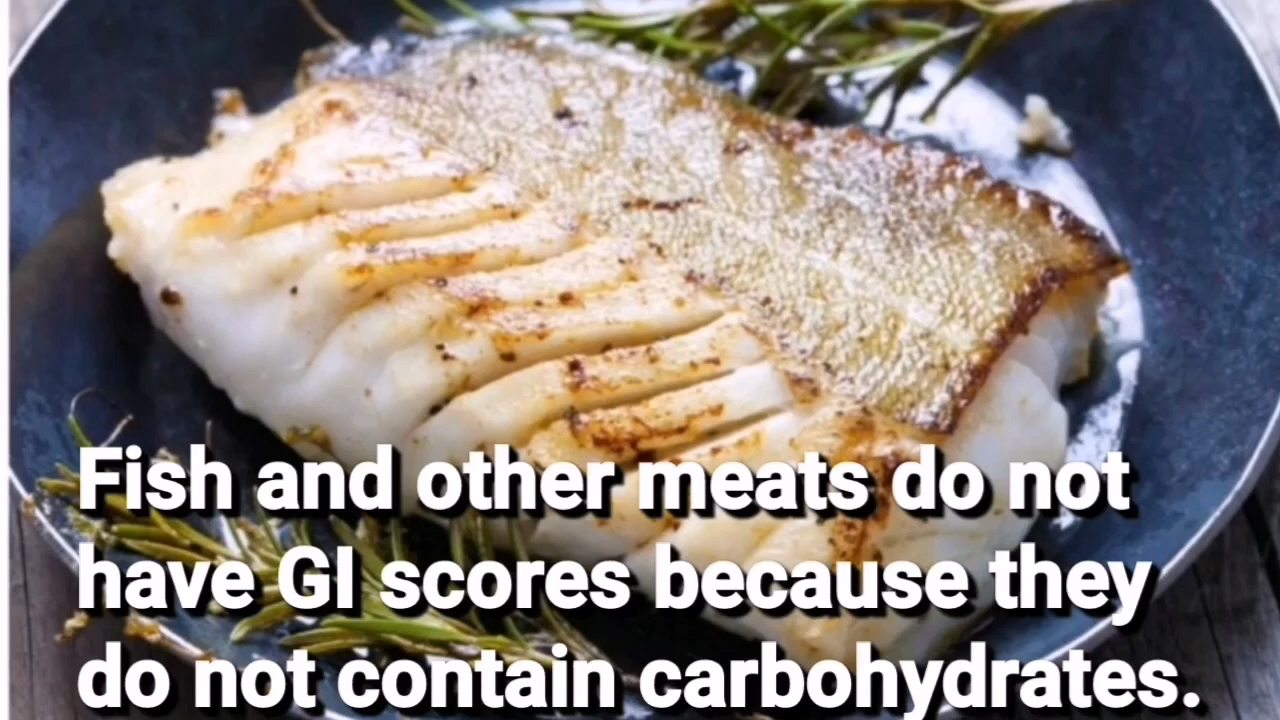 Fish and other meats do not
have GI scores because they
do not contain carbohydrates.